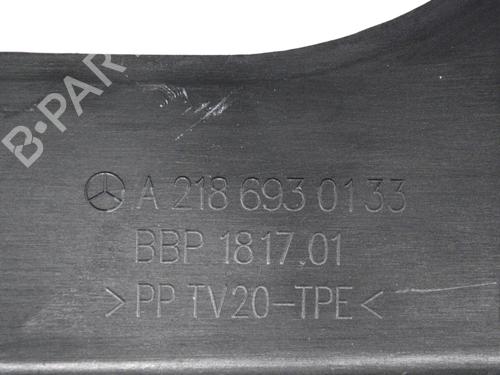 B-PAR
A 218 693 01 33
BBP 1817.01
>PP TV20-TPE<